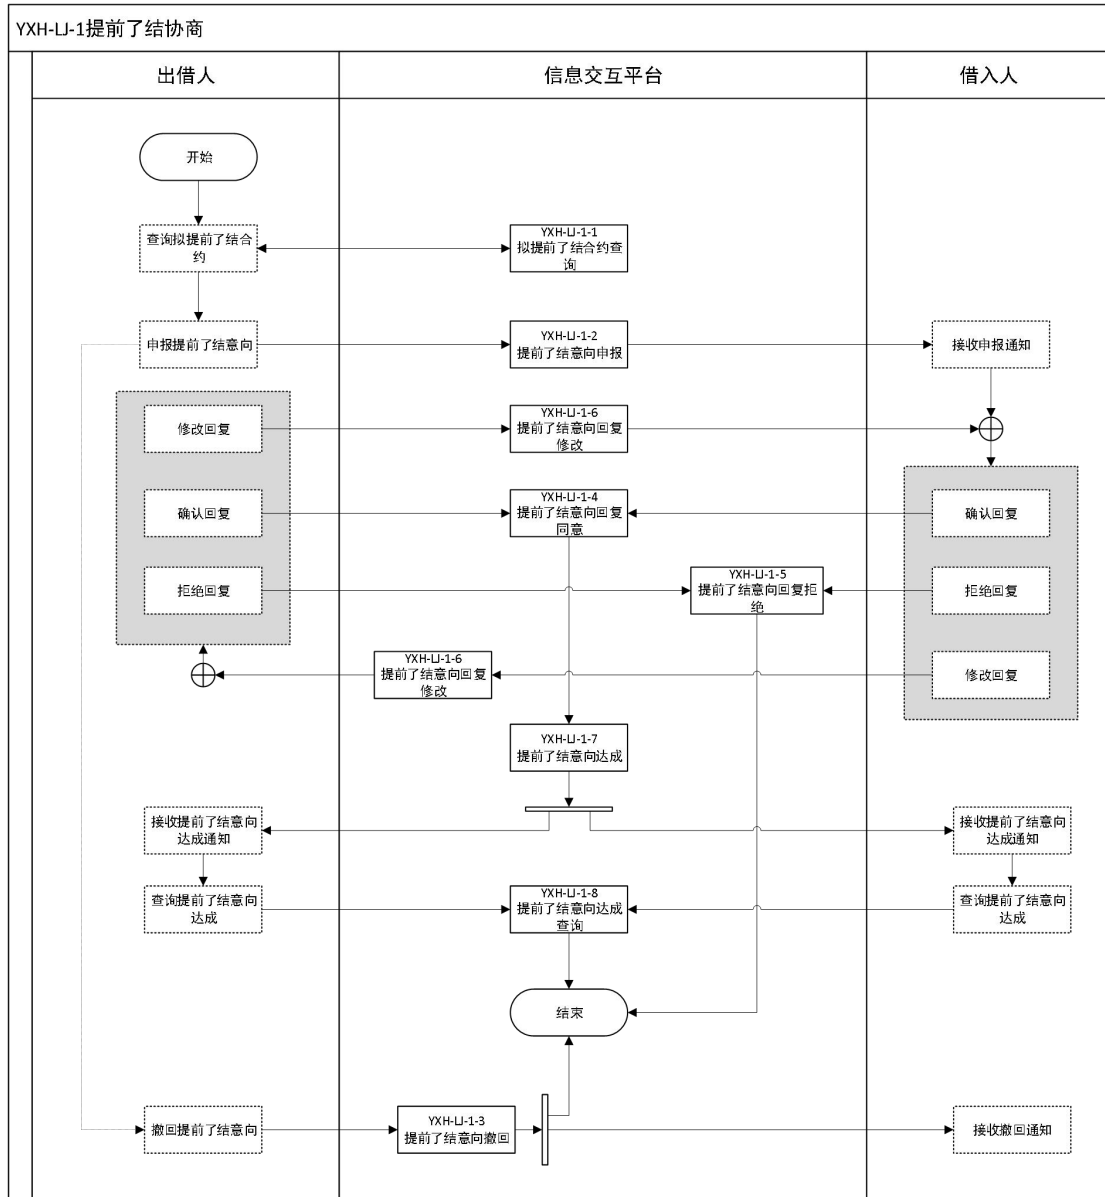 YXH-LJ-1提前了结协商
出借人
信息交互平台
借入人
开始
查询拟提前了结合
约
YXH-LJ-1-1
拟提前了结合约查
询
申报提前了结意向
YXH-LJ-1-2
提前了结意向申报
接收申报通知
修改回复
YXH-LJ-1-6
提前了结意向回复
修改
确认回复
YXH-LJ-1-4
提前了结意向回复
同意
确认回复
拒绝回复
YXH-LJ-1-5
提前了结意向回复拒
绝
拒绝回复
YXH-LJ-1-6
提前了结意向回复
修改
修改回复
YXH-LJ-1-7
提前了结意向达成
接收提前了结意向
达成通知
接收提前了结意向
达成通知
查询提前了结意向
达成
YXH-LJ-1-8
提前了结意向达成
查询
查询提前了结意向
达成
结束
撤回提前了结意向
YXH-LJ-1-3
提前了结意向撤回
接收撤回通知